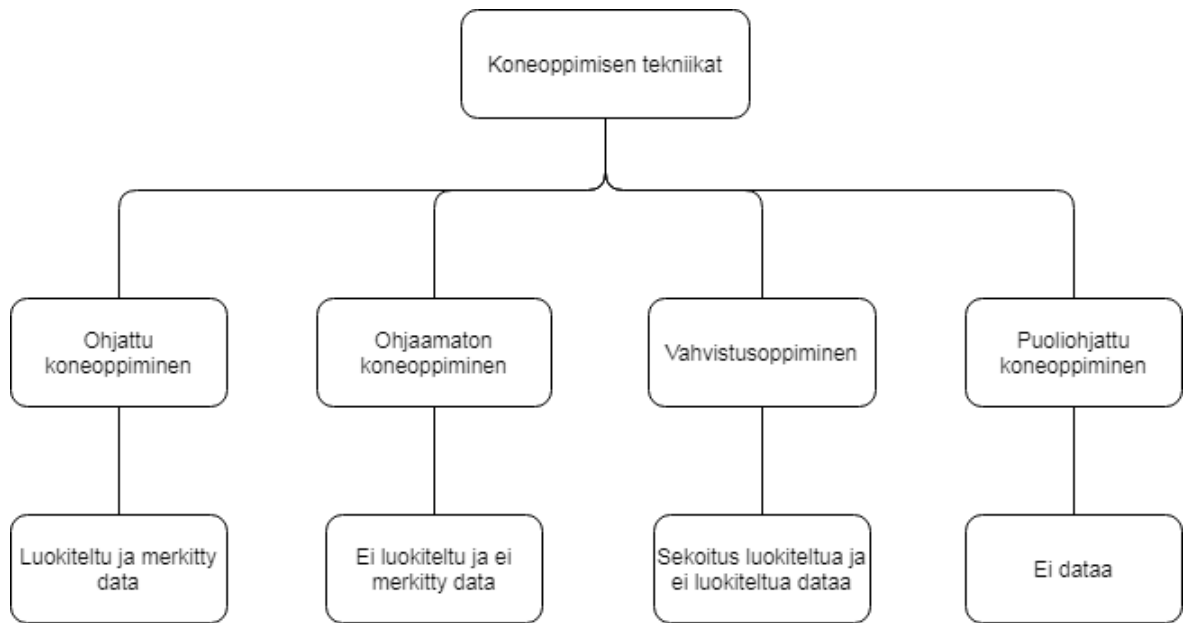 Koneoppimisen tekniikat
Ohjattu
koneoppiminen
Ohjaamaton
koneoppiminen
Vahvistusoppiminen
Puoliohjattu
koneoppiminen
Luokiteltu ja merkitty
data
Ei luokiteltu ja ei
merkitty data
Sekoitus luokiteltua ja
ei luokiteltua dataa
Ei dataa